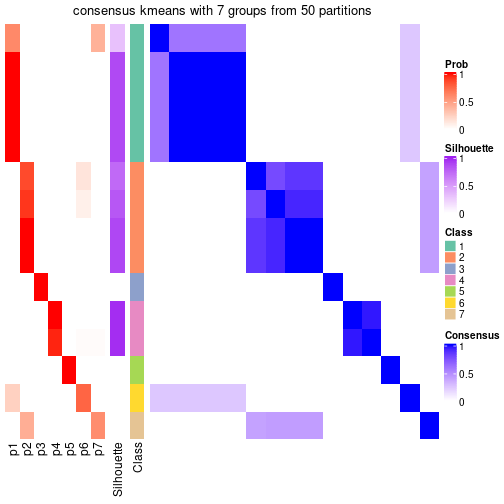 consensus kmeans with 7 groups from 50 partitions
Prob
1
0.5
0
Silhouette
1
0.5
0
Class
1
2
3
4
5
6
7
Consensus
1
0.5
0
p1
p2
p3
p4
p5
p6
p7
Silhouette
Class